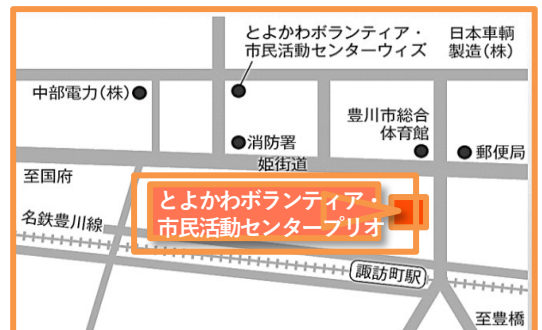 とよかわボランティア・
市民活動センターウィズ
日本車輌
製造(株)
中部電力(株)
豊川市総合
体育館
消防署
郵便局
姫街道
至国府
とよかわボランティア・
市民活動センタープリオ
名鉄豊川線
諏訪町駅
至豊橋